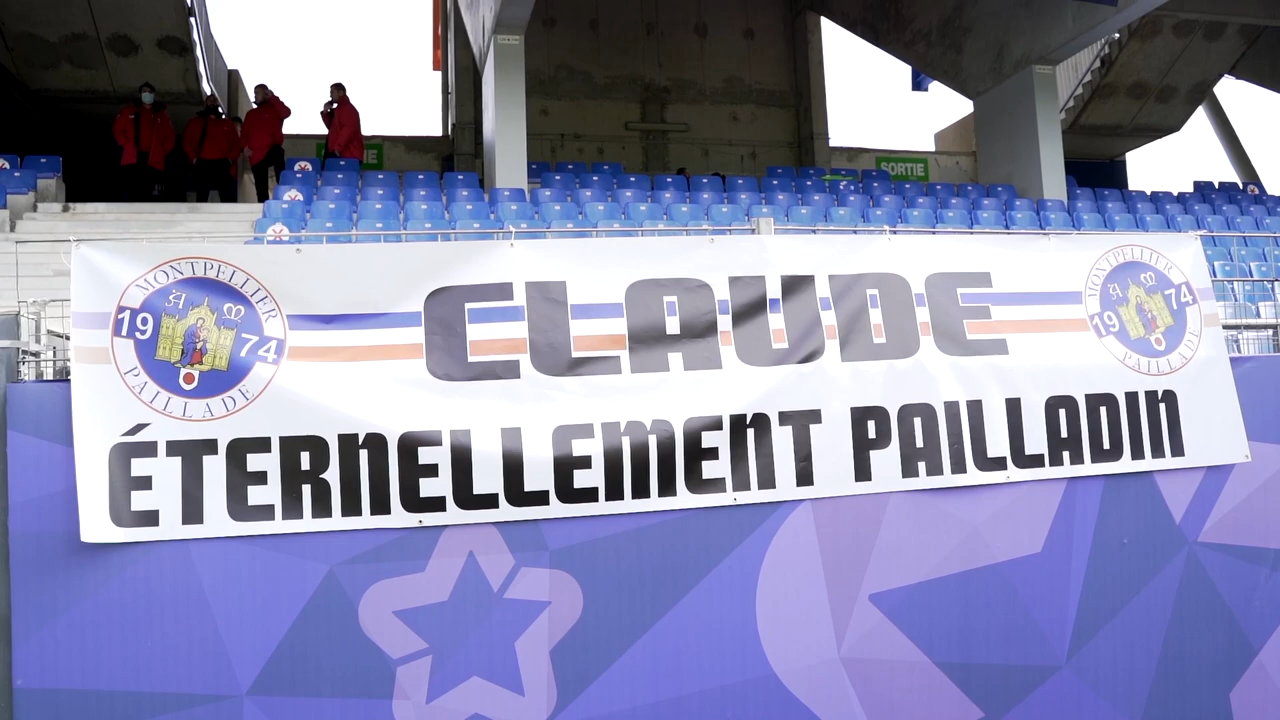 SORTIE
CLAUDE
ÉTERNELLEMENT PAILLADIN
MONTPELLIER
A M
19 74
PAILLADE
MONTPELLIER
A M
19 74
PAILLADE